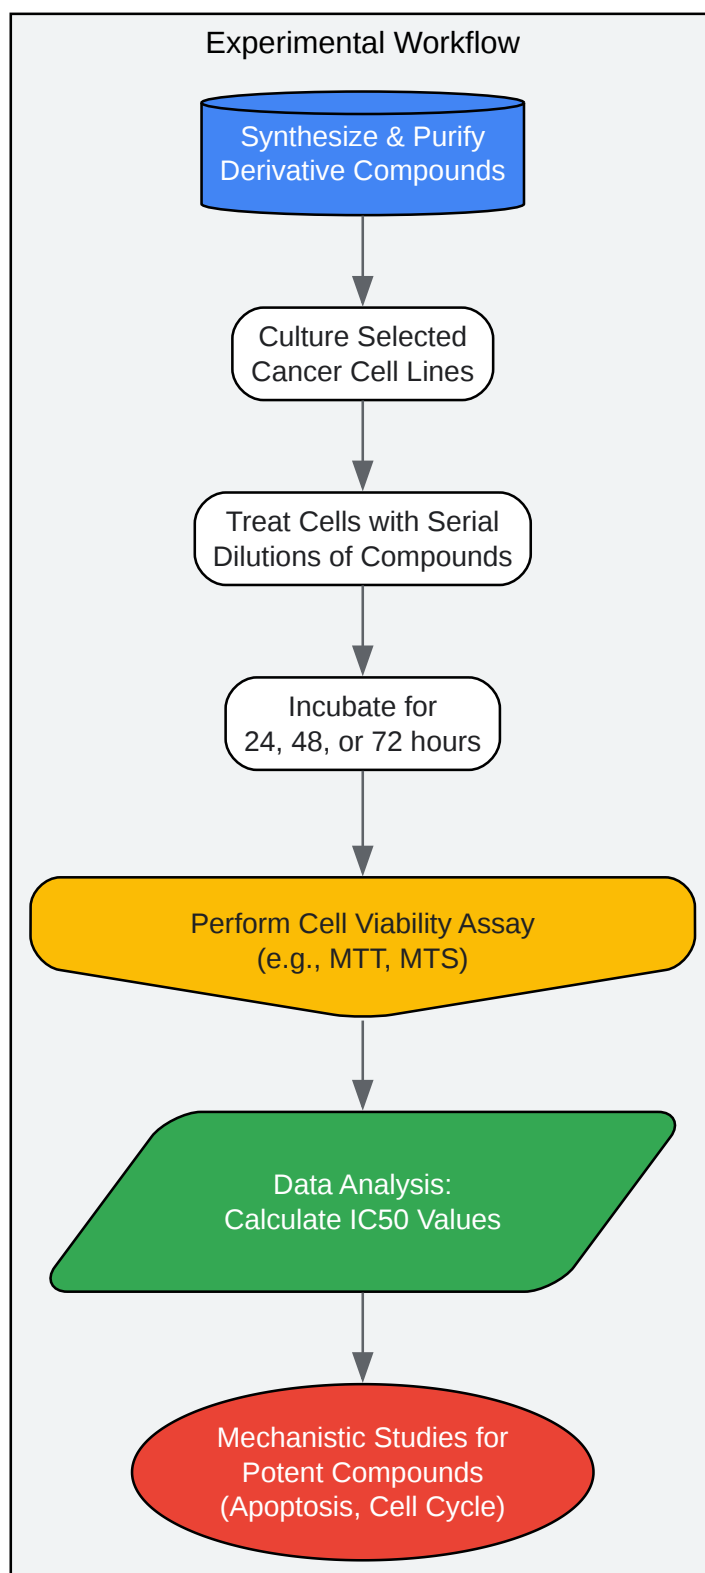 Experimental Workflow
Synthesize & Purify
Derivative Compounds
Culture Selected
Cancer Cell Lines
Treat Cells with Serial
Dilutions of Compounds
Incubate for
24, 48, or 72 hours
Perform Cell Viability Assay
(e.g., MTT, MTS)
Data Analysis:
Calculate IC50 Values
Mechanistic Studies for
Potent Compounds
(Apoptosis, Cell Cycle)